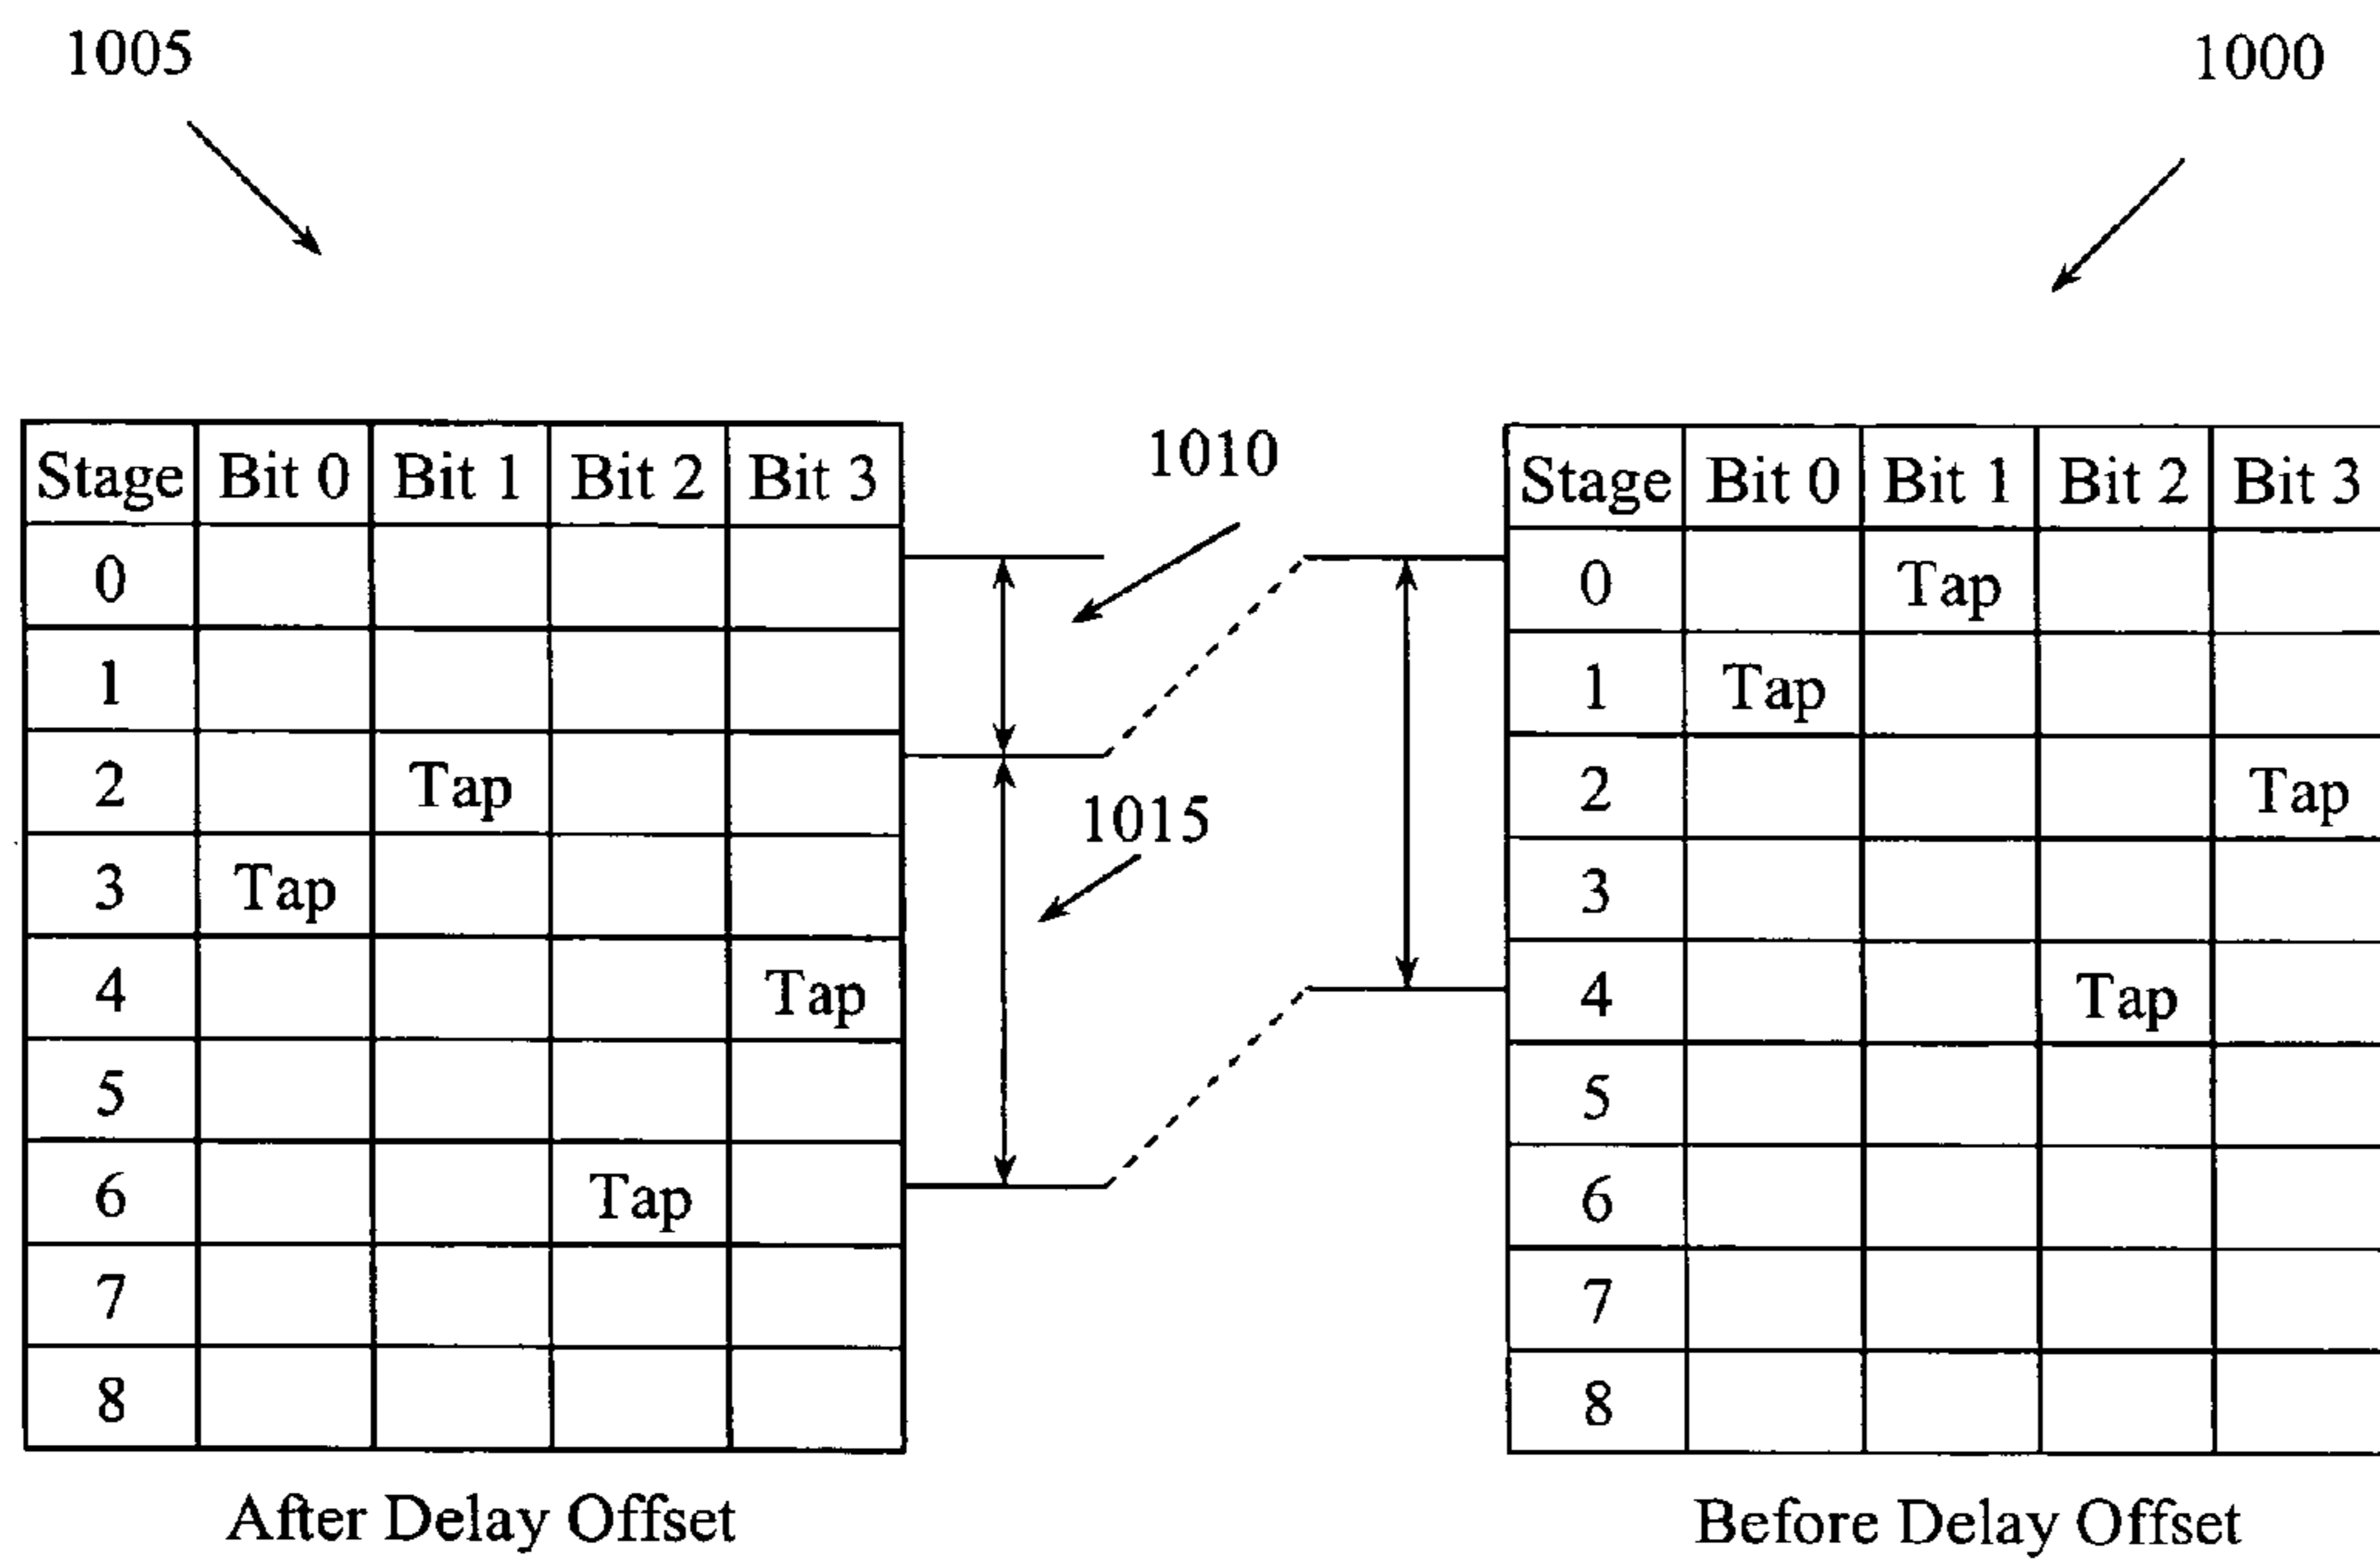 1005
1000
1010
1015
Stage Bit 0 Bit 1 Bit 2 Bit 3
0
1
2 Tap
3 Tap
4 Tap
5
6 Tap
7
8
After Delay Offset
Stage Bit 0 Bit 1 Bit 2 Bit 3
0 Tap
1 Tap
2 Tap
3
4 Tap
5
6
7
8
Before Delay Offset